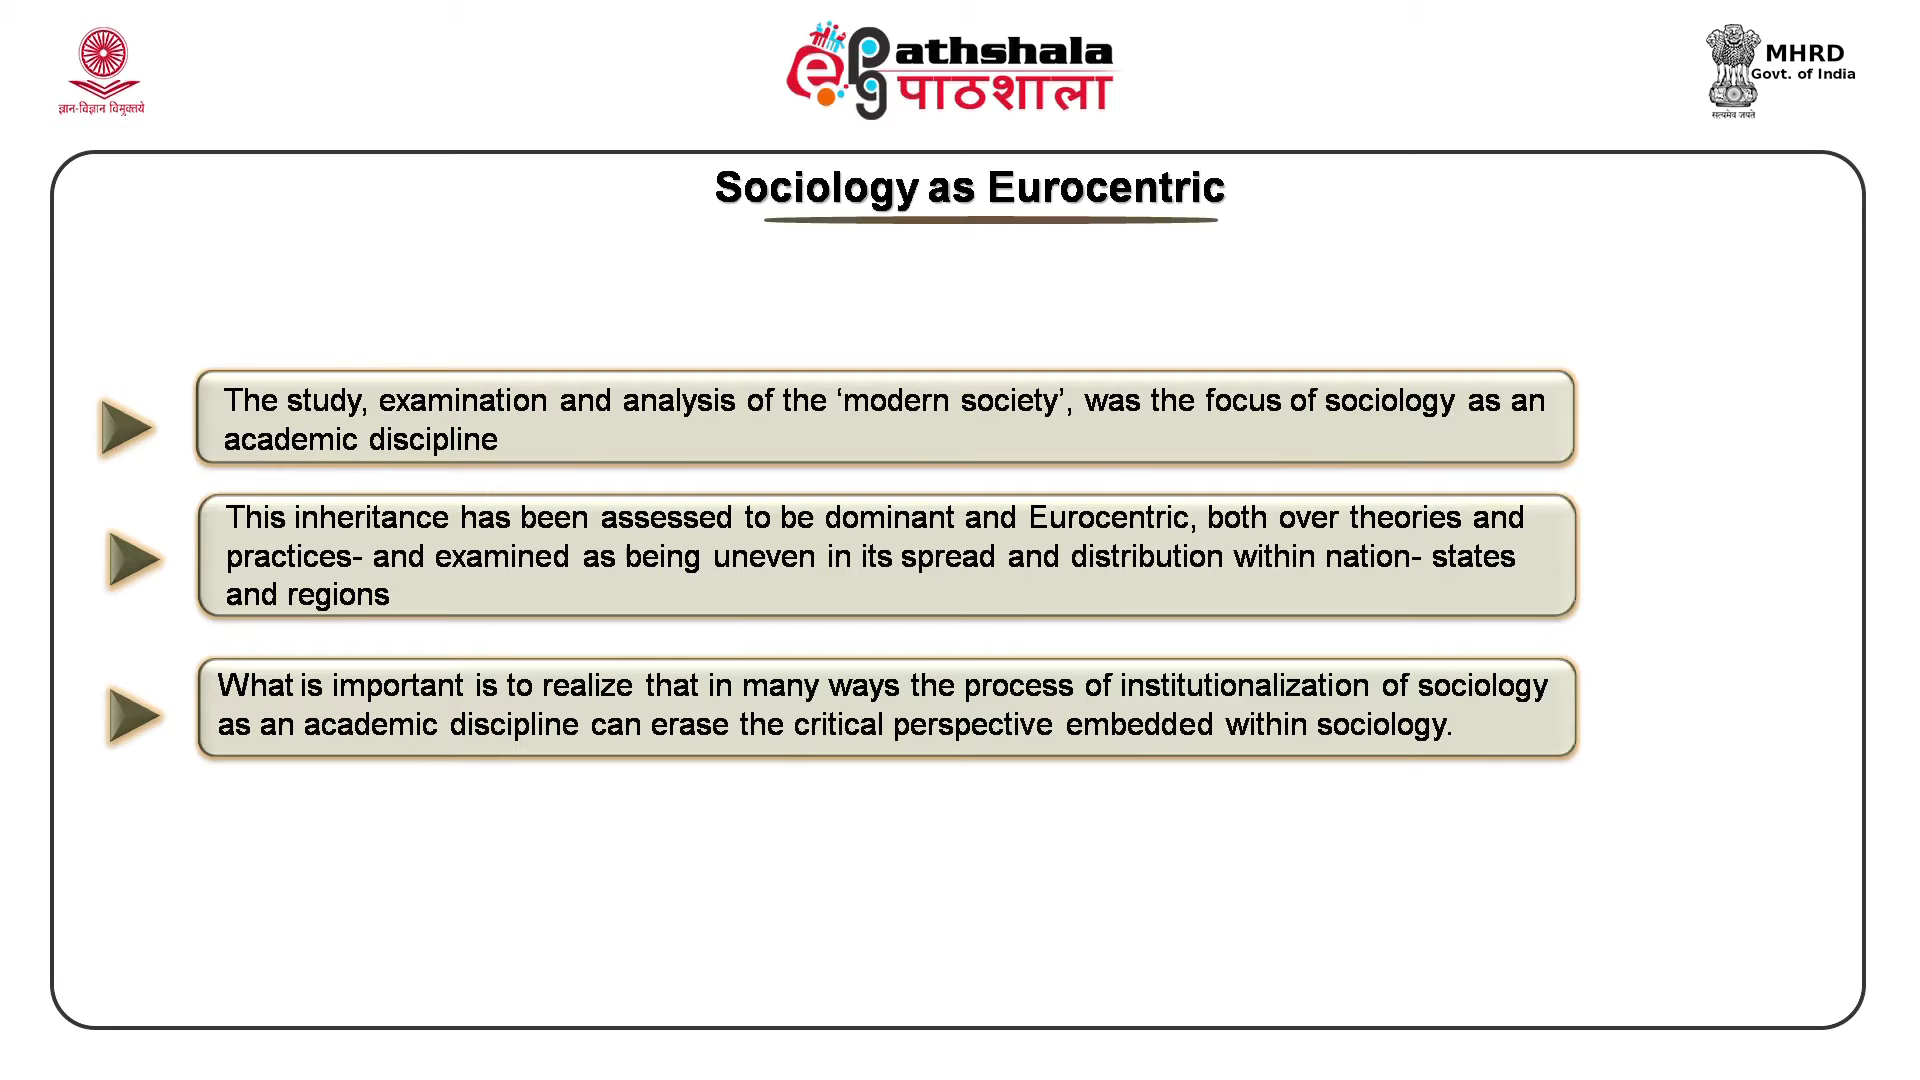 ज्ञान-विज्ञान विमुक्तये
e pg Pathshala
पाठशाला
MHRD
Govt. of India
सत्यमेव जयते
Sociology as Eurocentric
The study, examination and analysis of the ‘modern society’, was the focus of sociology as an
academic discipline
This inheritance has been assessed to be dominant and Eurocentric, both over theories and
practices- and examined as being uneven in its spread and distribution within nation- states
and regions
What is important is to realize that in many ways the process of institutionalization of sociology
as an academic discipline can erase the critical perspective embedded within sociology.